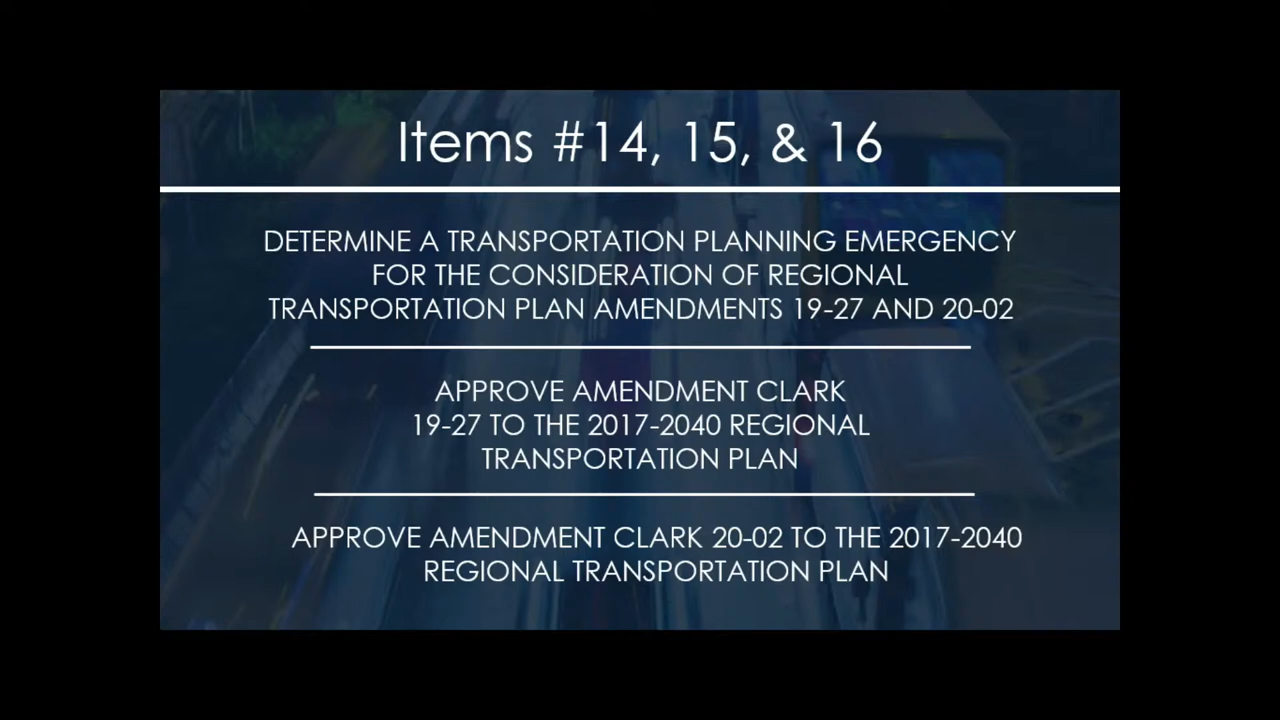 Items #14, 15, & 16
DETERMINE A TRANSPORTATION PLANNING EMERGENCY
FOR THE CONSIDERATION OF REGIONAL
TRANSPORTATION PLAN AMENDMENTS 19-27 AND 20-02
APPROVE AMENDMENT CLARK
19-27 TO THE 2017-2040 REGIONAL
TRANSPORTATION PLAN
APPROVE AMENDMENT CLARK 20-02 TO THE 2017-2040
REGIONAL TRANSPORTATION PLAN